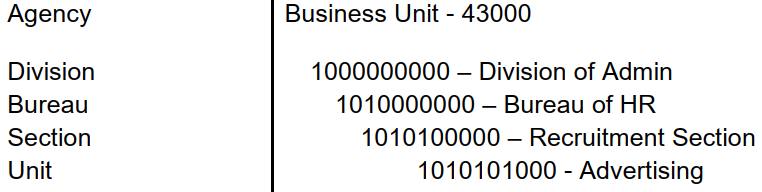 Agency Business Unit - 43000
Division 1000000000 – Division of Admin
Bureau 1010000000 – Bureau of HR
Section 1010100000 – Recruitment Section
Unit 1010101000 - Advertising